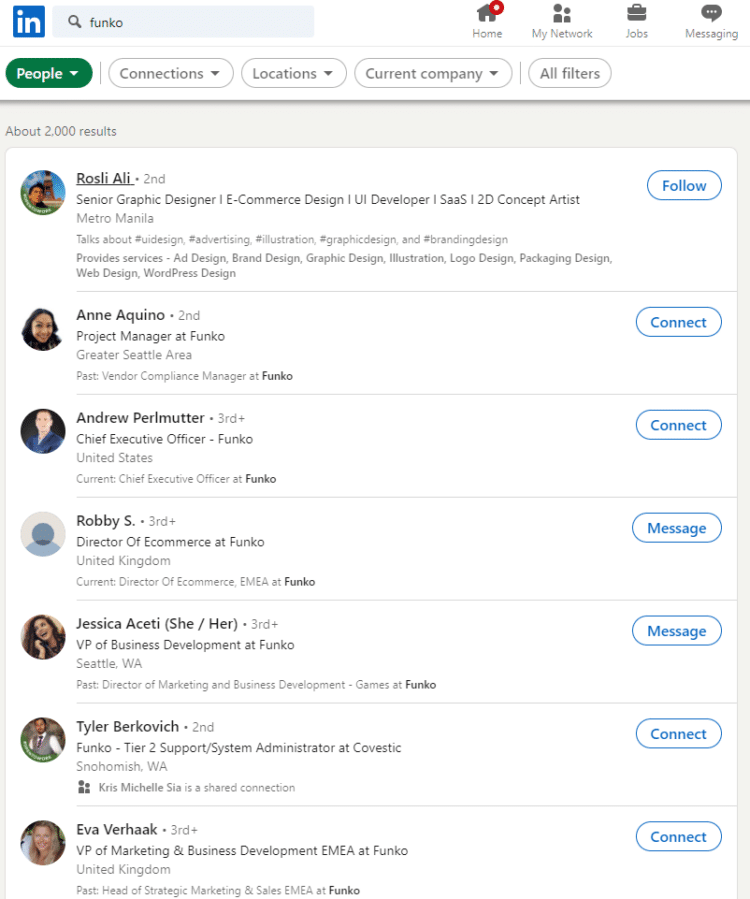 in
funko
Home
My Network
Jobs
Messaging
People
Connections
Locations
Current company
All filters
About 2,000 results
Rosli Ali • 2nd
Senior Graphic Designer I E-Commerce Design I UI Developer I SaaS I 2D Concept Artist
Metro Manila
Talks about #uidesign, #advertising, #illustration, #graphicdesign, and #brandingdesign
Provides services - Ad Design, Brand Design, Graphic Design, Illustration, Logo Design, Packaging Design,
Web Design, WordPress Design
Follow
Anne Aquino • 2nd
Project Manager at Funko
Greater Seattle Area
Past: Vendor Compliance Manager at Funko
Connect
Andrew Perlmutter • 3rd+
Chief Executive Officer - Funko
United States
Current: Chief Executive Officer at Funko
Connect
Robby S. • 3rd+
Director Of Ecommerce at Funko
United Kingdom
Current: Director Of Ecommerce, EMEA at Funko
Message
Jessica Aceti (She / Her) • 3rd+
VP of Business Development at Funko
Seattle, WA
Past: Director of Marketing and Business Development - Games at Funko
Message
Tyler Berkovich • 2nd
Funko - Tier 2 Support/System Administrator at Covestic
Snohomish, WA
Kris Michelle Sia is a shared connection
Connect
Eva Verhaak • 3rd+
VP of Marketing & Business Development EMEA at Funko
United Kingdom
Past: Head of Strategic Marketing & Sales EMEA at Funko
Connect